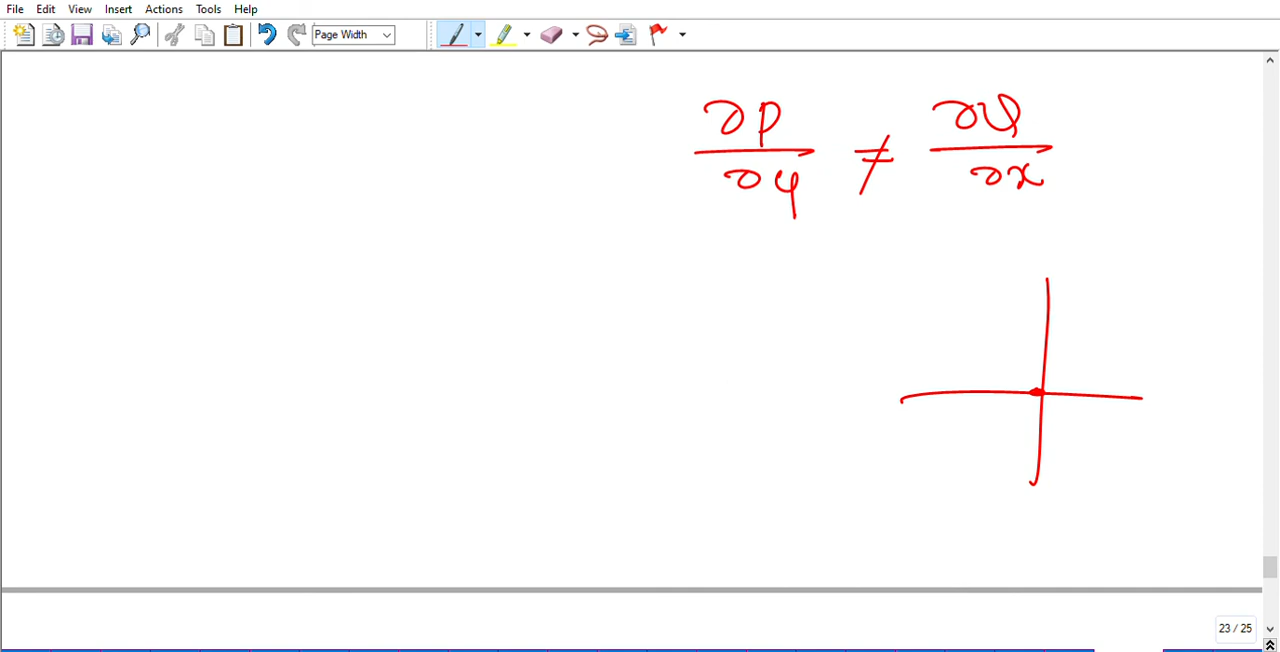 File Edit View Insert Actions Tools Help
Page Width
∂P/∂y ≠ ∂Q/∂x
23 / 25